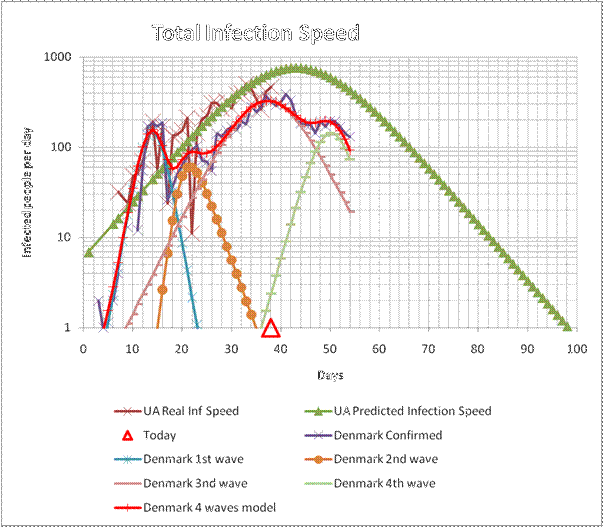 Total Infection Speed
1000
100
10
1
Infected people per day
0 10 20 30 40 50 60 70 80 90 100
Days
UA Real Inf Speed UA Predicted Infection Speed
Today Denmark Confirmed
Denmark 1st wave Denmark 2nd wave
Denmark 3nd wave Denmark 4th wave
Denmark 4 waves model